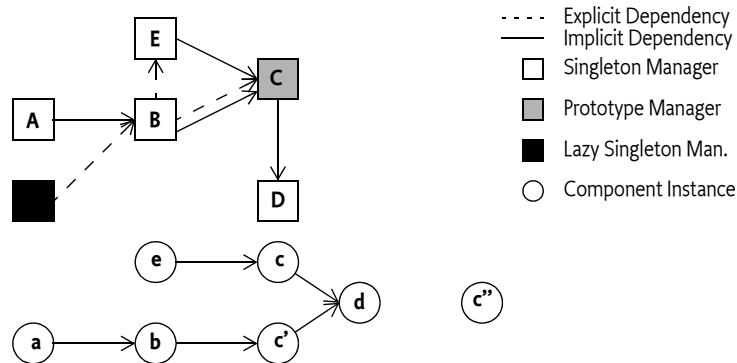 Explicit Dependency
Implicit Dependency
E
C
Singleton Manager
A
B
Prototype Manager
Lazy Singleton Man.
D
Component Instance
e
c
d
c"
a
b
c'